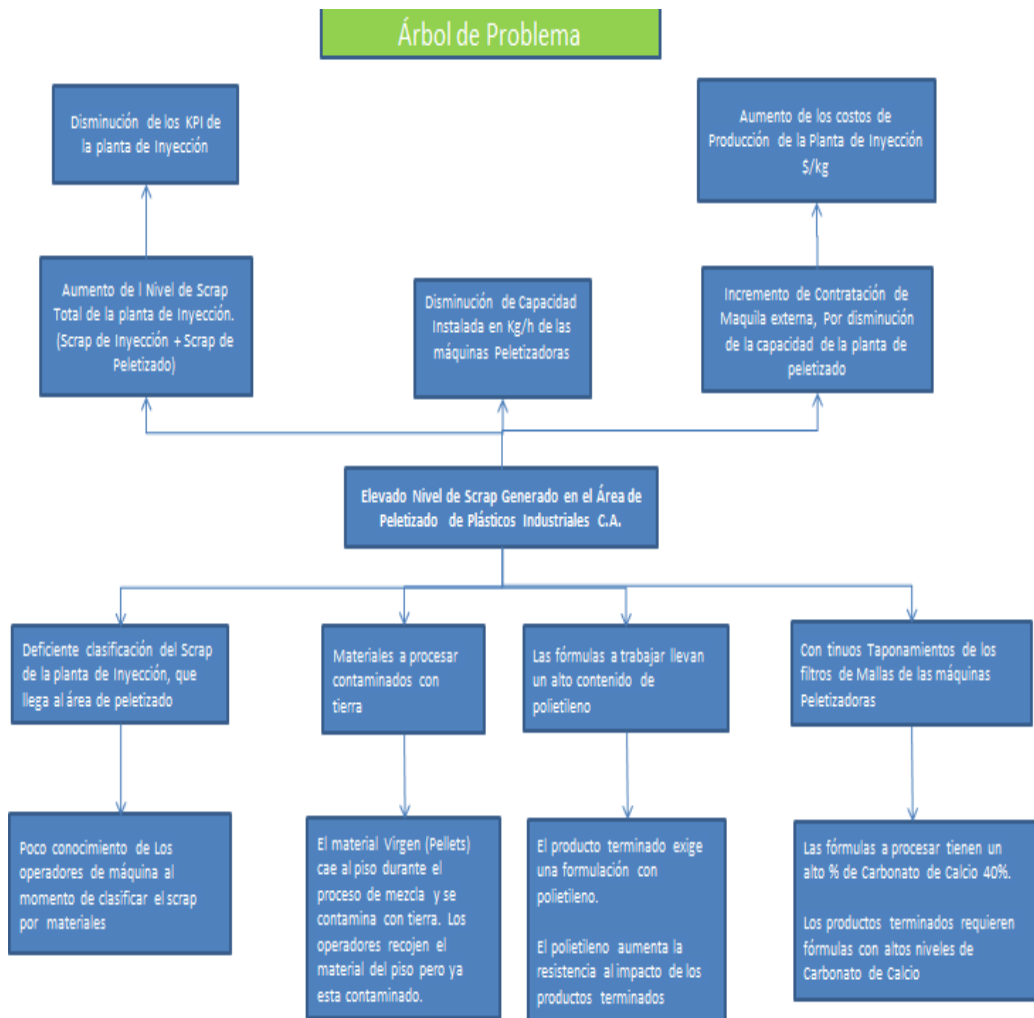 Árbol de Problema
Disminución de los KPI de
la planta de Inyección
Aumento de los costos de
Producción de la Planta de Inyección
$/kg
Aumento de l Nivel de Scrap
Total de la planta de Inyección.
(Scrap de Inyección + Scrap de
Peletizado)
Disminución de Capacidad
Instalada en Kg/h de las
máquinas Peletizadoras
Incremento de Contratación de
Maquila externa, Por disminución
de la capacidad de la planta de
peletizado
Elevado Nivel de Scrap Generado en el Área de
Peletizado de Plásticos Industriales C.A.
Deficiente clasificación del Scrap
de la planta de Inyección, que
llega al área de peletizado
Materiales a procesar
contaminados con
tierra
Las fórmulas a trabajar llevan
un alto contenido de
polietileno
Con tinuos Taponamientos de los
filtros de Mallas de las máquinas
Peletizadoras
Poco conocimiento de Los
operadores de máquina al
momento de clasificar el scrap
por materiales
El material Virgen (Pellets)
cae al piso durante el
proceso de mezcla y se
contamina con tierra. Los
operadores recojen el
material del piso pero ya
esta contaminado.
El producto terminado exige
una formulación con
polietileno.
El polietileno aumenta la
resistencia al impacto de los
productos terminados
Las fórmulas a procesar tienen un
alto % de Carbonato de Calcio 40%.
Los productos terminados requieren
fórmulas con altos niveles de
Carbonato de Calcio